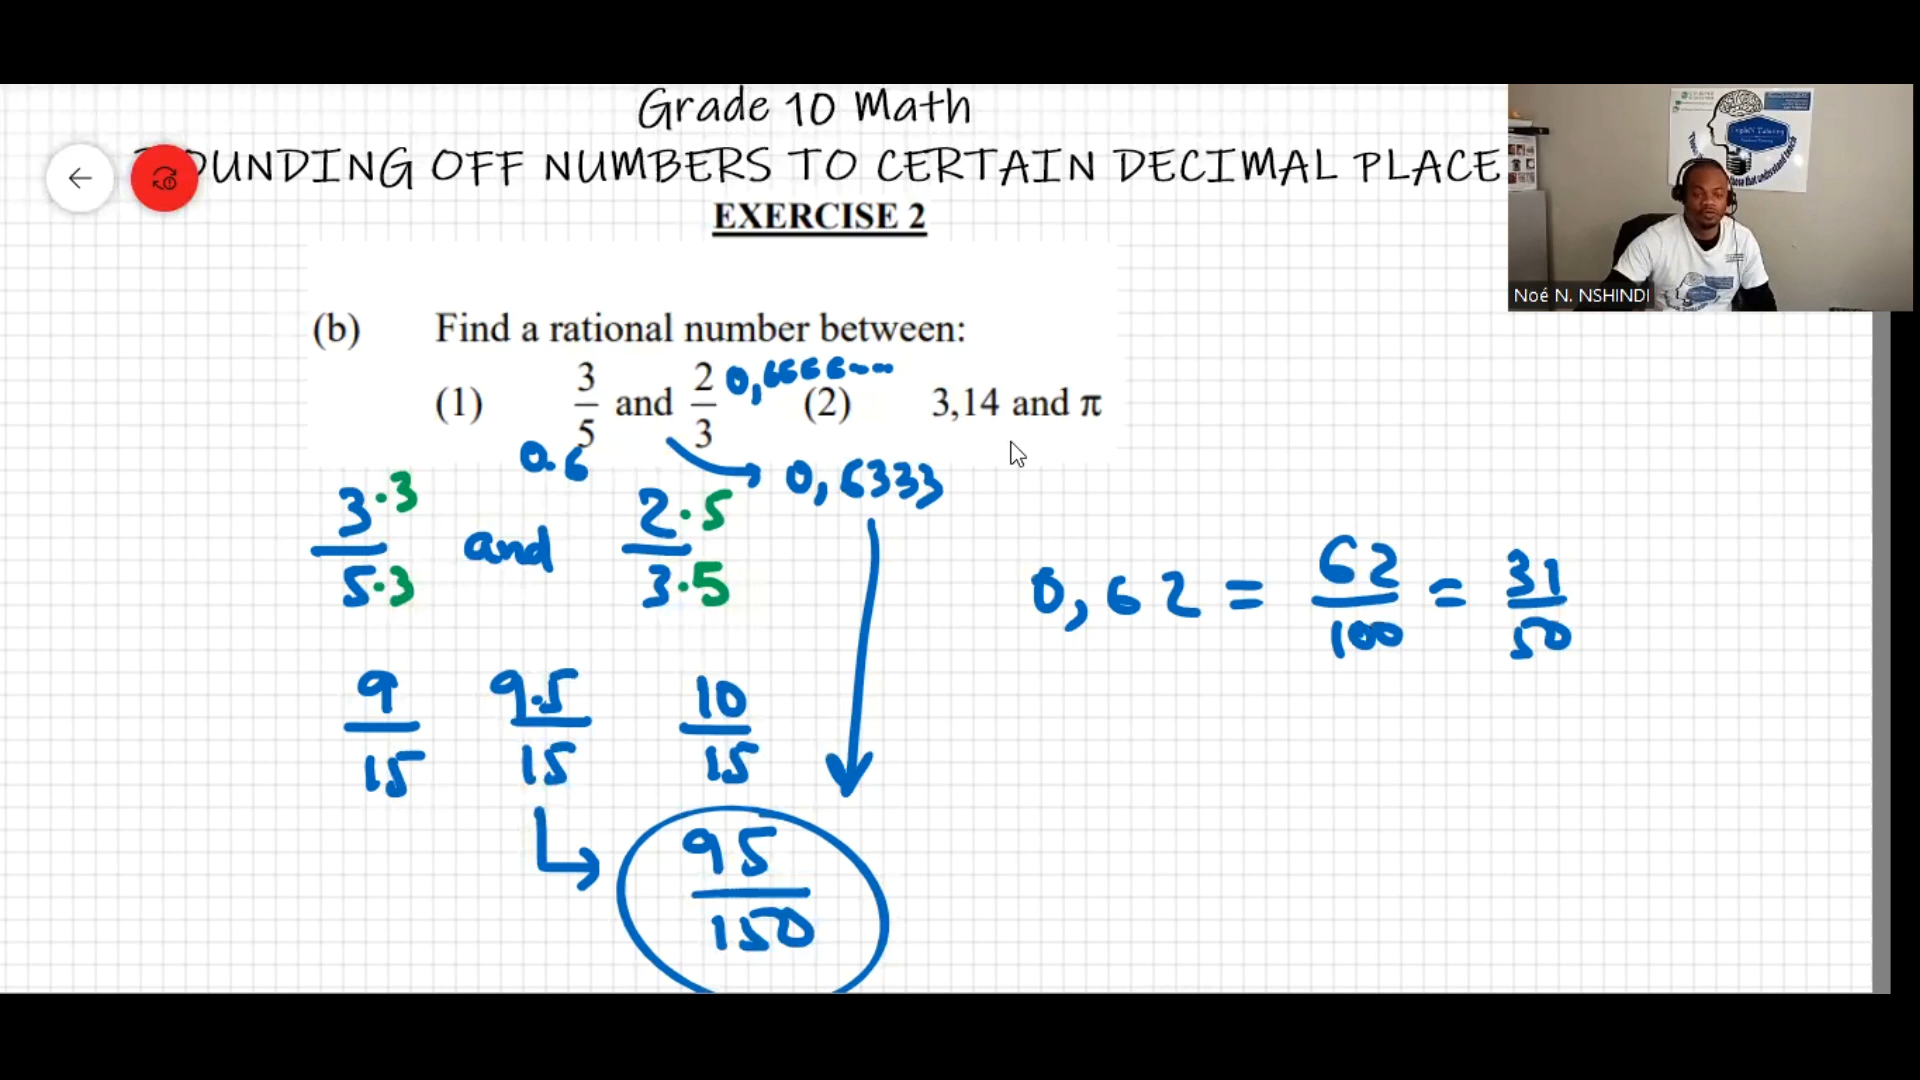 Grade 10 Math
OUNDING OFF NUMBERS TO CERTAIN DECIMAL PLACE
EXERCISE 2
Noé N. NSHINDI
(b) Find a rational number between:
(1) 3/5 and 2/3 0,6666... (2) 3,14 and π
0.6
0,6333
3·3/5·3 and 2·5/3·5
0,62 = 62/100 = 31/50
9/15 9.5/15 10/15
95/150